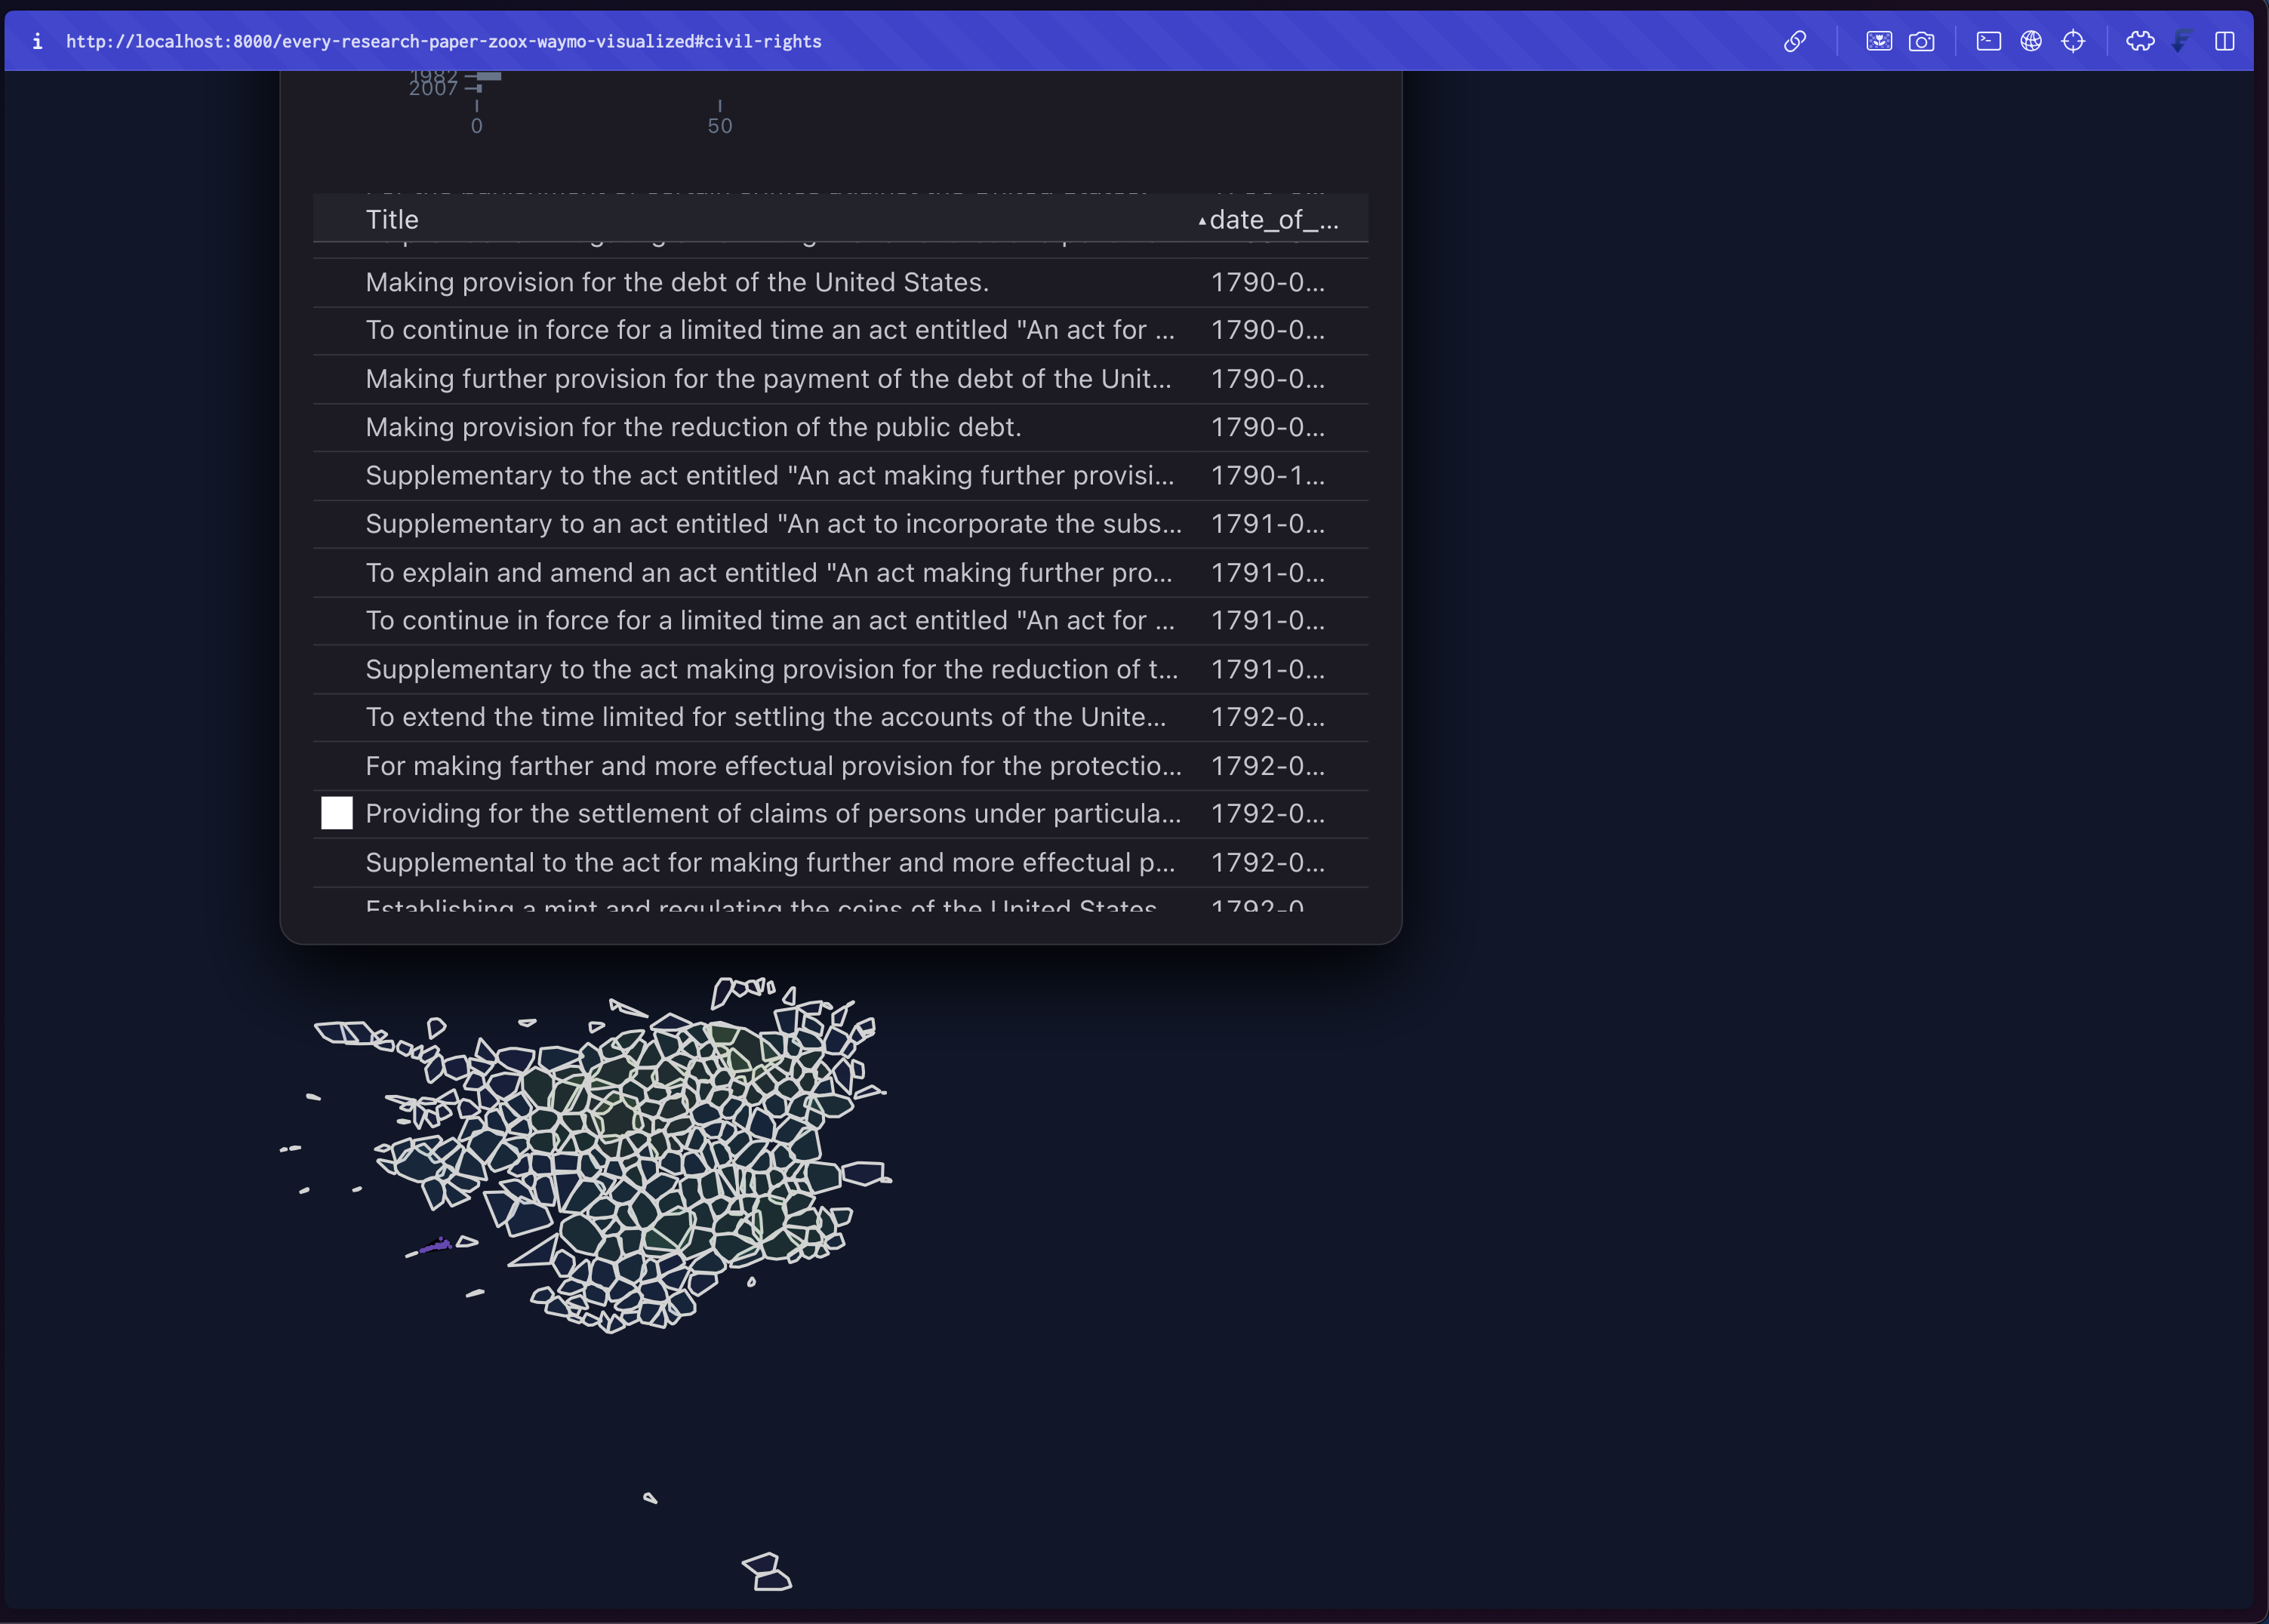 http://localhost:8000/every-research-paper-zoox-waymo-visualized#civil-rights
1982
2007
0 50
Title ▲date_of_...
Making provision for the debt of the United States. 1790-0...
To continue in force for a limited time an act entitled "An act for ... 1790-0...
Making further provision for the payment of the debt of the Unit... 1790-0...
Making provision for the reduction of the public debt. 1790-0...
Supplementary to the act entitled "An act making further provisi... 1790-1...
Supplementary to an act entitled "An act to incorporate the subs... 1791-0...
To explain and amend an act entitled "An act making further pro... 1791-0...
To continue in force for a limited time an act entitled "An act for ... 1791-0...
Supplementary to the act making provision for the reduction of t... 1791-0...
To extend the time limited for settling the accounts of the Unite... 1792-0...
For making farther and more effectual provision for the protectio... 1792-0...
Providing for the settlement of claims of persons under particula... 1792-0...
Supplemental to the act for making further and more effectual p... 1792-0...
Establishing a mint and regulating the coins of the United States 1792-0